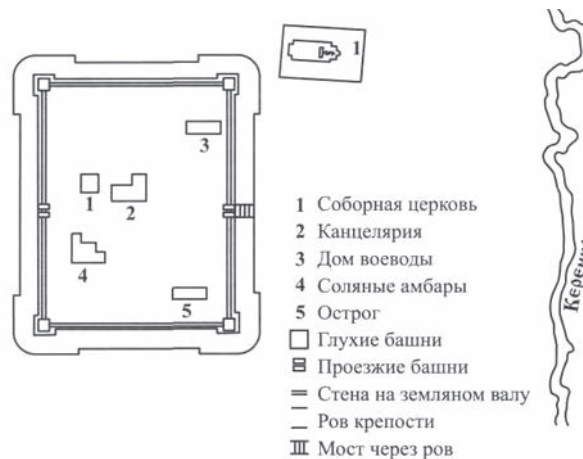 1
3
1
2
4
5
1 Соборная церковь
2 Канцелярия
3 Дом воеводы
4 Соляные амбары
5 Острог
Глухие башни
Проезжие башни
Стена на земляном валу
Ров крепости
Мост через ров